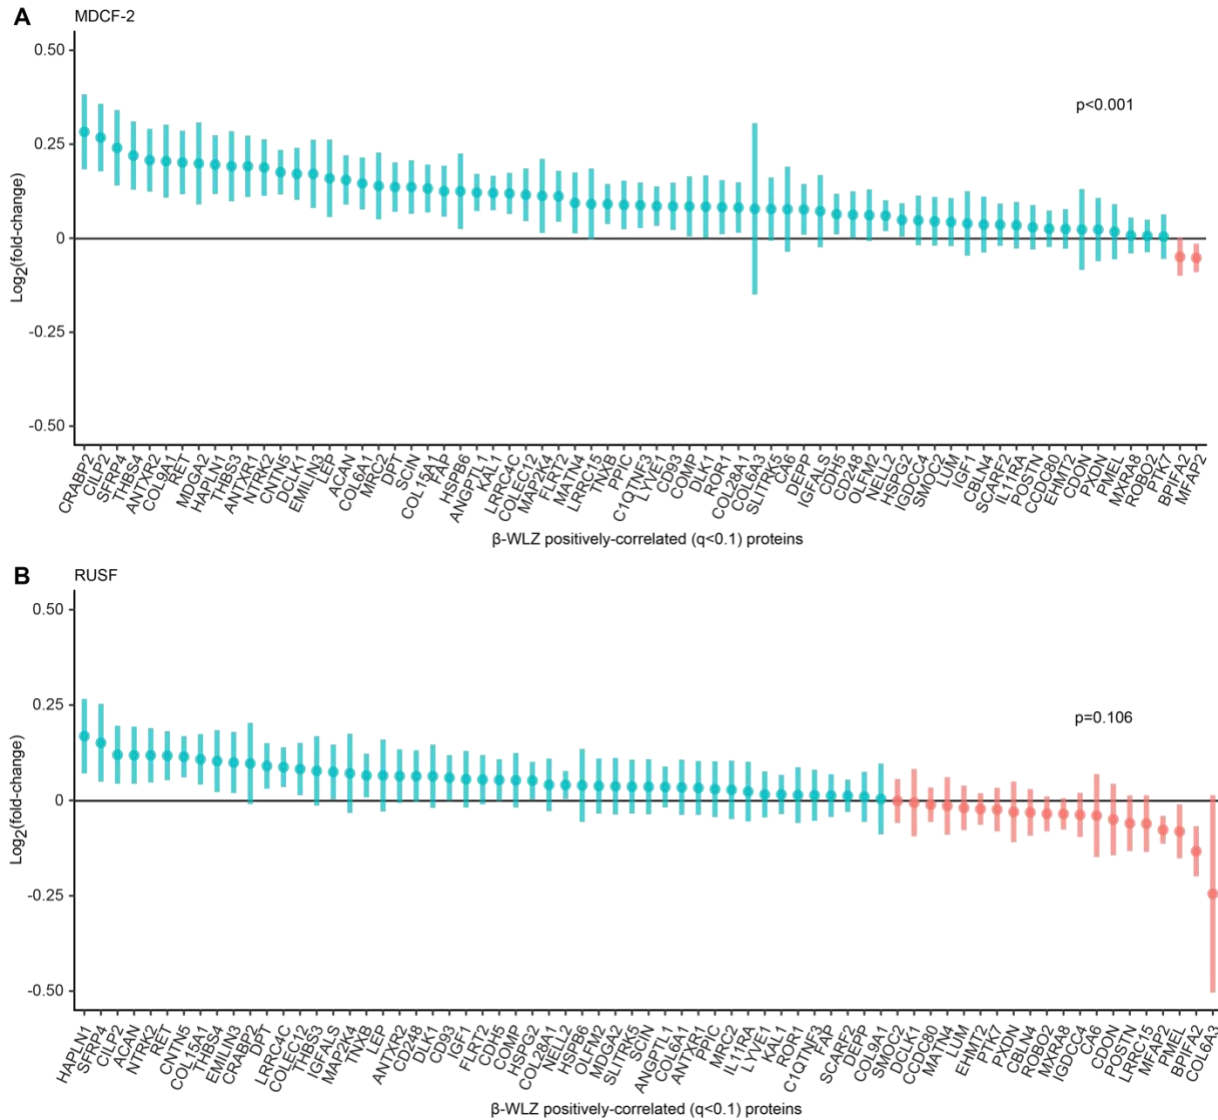 A
MDCF-2
0.50
0.25
0
-0.25
-0.50
Log2(fold-change)
p<0.001
CRABP2
CILP2
SFRP4
THBS4
ANTXR2
COL9A1
RET
MDGA2
HAPLN1
THBS3
ANTXR1
NTRK2
CNTN5
DCLK1
EMILIN3
LEP
ACAN
COL6A1
MRC2
DPT
SCIN
COL15A1
FAP
HSPB6
ANGPTL1
KAL1
LRRC4C
COLEC12
MAP2K4
FLRT2
MATN4
LRRC15
TNXB
PPIC
C1QTNF3
LYVE1
CD93
COMP
DLK1
ROR1
COL28A1
COL6A3
SLITRK5
CA6
DEPP
IGFALS
CDH5
CD248
OLFM2
NELL2
HSPG2
IGDCC4
SMOC2
LUM
IGF1
CBLN4
SCARF2
IL11RA
POSTN
CCDC80
EHMT2
CDON
PXDN
PMEL
MXRA8
ROBO2
PTK7
BPIFA2
MFAP2
β-WLZ positively-correlated (q<0.1) proteins
B
RUSF
0.50
0.25
0
-0.25
-0.50
Log2(fold-change)
p=0.106
HAPLN1
SFRP4
CILP2
ACAN
NTRK2
RET
CNTN5
COL15A1
THBS4
EMILIN3
CRABP2
DPT
LRRC4C
COLEC12
THBS3
IGFALS
MAP2K4
TNXB
LEP
ANTXR2
CD248
DLK1
CD93
IGF1
FLRT2
CDH5
COMP
HSPG2
COL28A1
NELL2
HSPB6
OLFM2
MDGA2
SLITRK5
SCIN
ANGPTL1
COL6A1
ANTXR1
PPIC
MRC2
IL11RA
LYVE1
KAL1
ROR1
C1QTNF3
FAP
SCARF2
DEPP
COL9A1
SMOC2
DCLK1
CCDC80
MATN4
LUM
EHMT2
PTK7
PXDN
CBLN4
ROBO2
MXRA8
IGDCC4
CA6
CDON
POSTN
LRRC15
MFAP2
PMEL
BPIFA2
COL6A3
β-WLZ positively-correlated (q<0.1) proteins